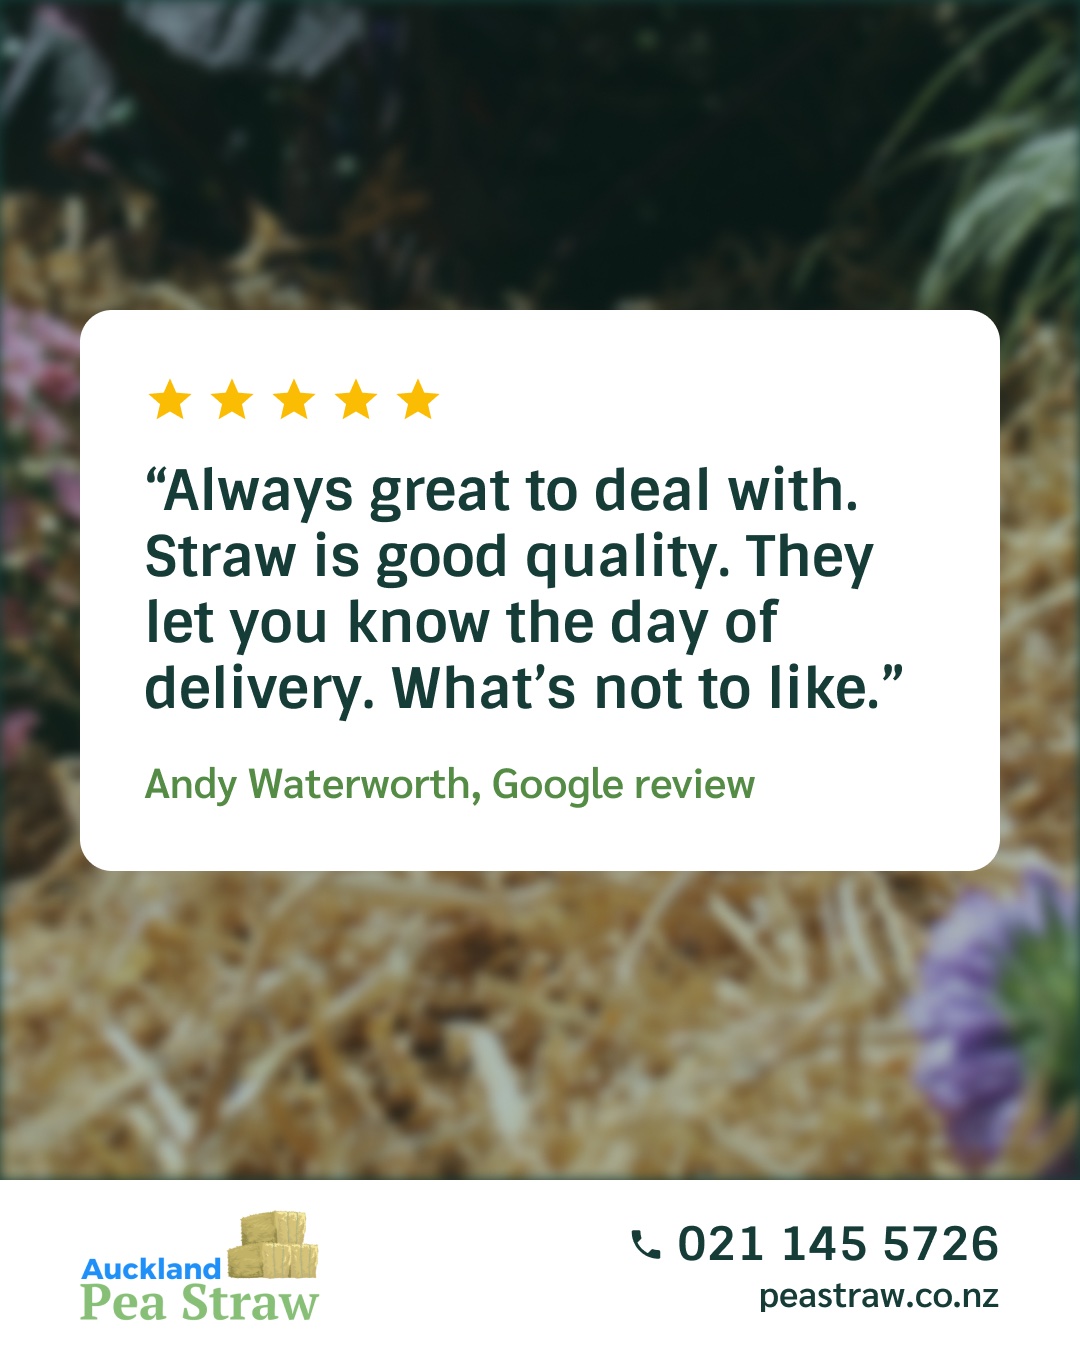 “Always great to deal with.
Straw is good quality. They
let you know the day of
delivery. What’s not to like.”
Andy Waterworth, Google review
Auckland
Pea Straw
021 145 5726
peastraw.co.nz